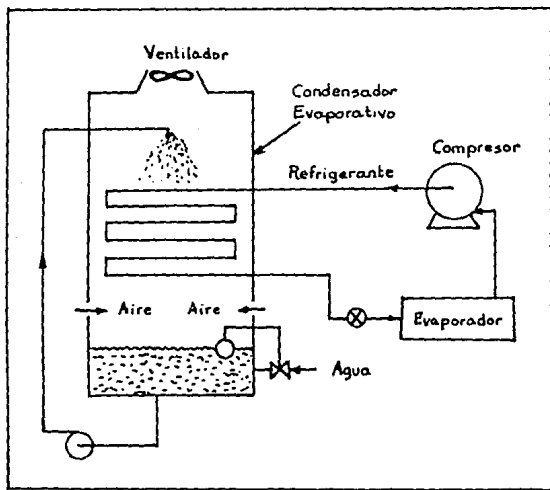 Ventilador
Condensador
Evaporativo
Compresor
Refrigerante
Aire
Aire
Evaporador
Agua